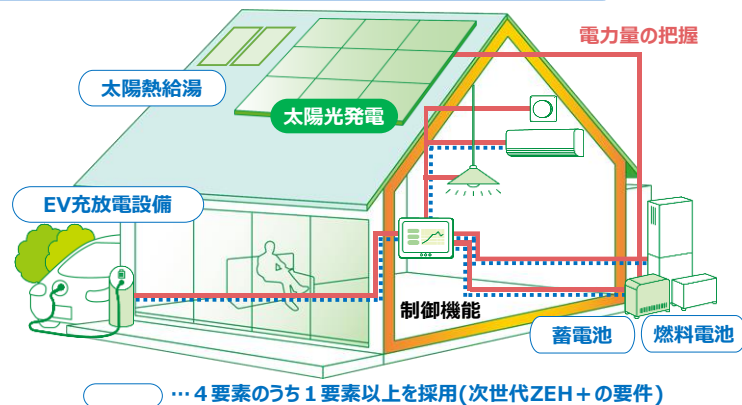 電力量の把握
太陽熱給湯
太陽光発電
EV充放電設備
制御機能
蓄電池
燃料電池
…４要素のうち１要素以上を採用(次世代ZEH＋の要件)